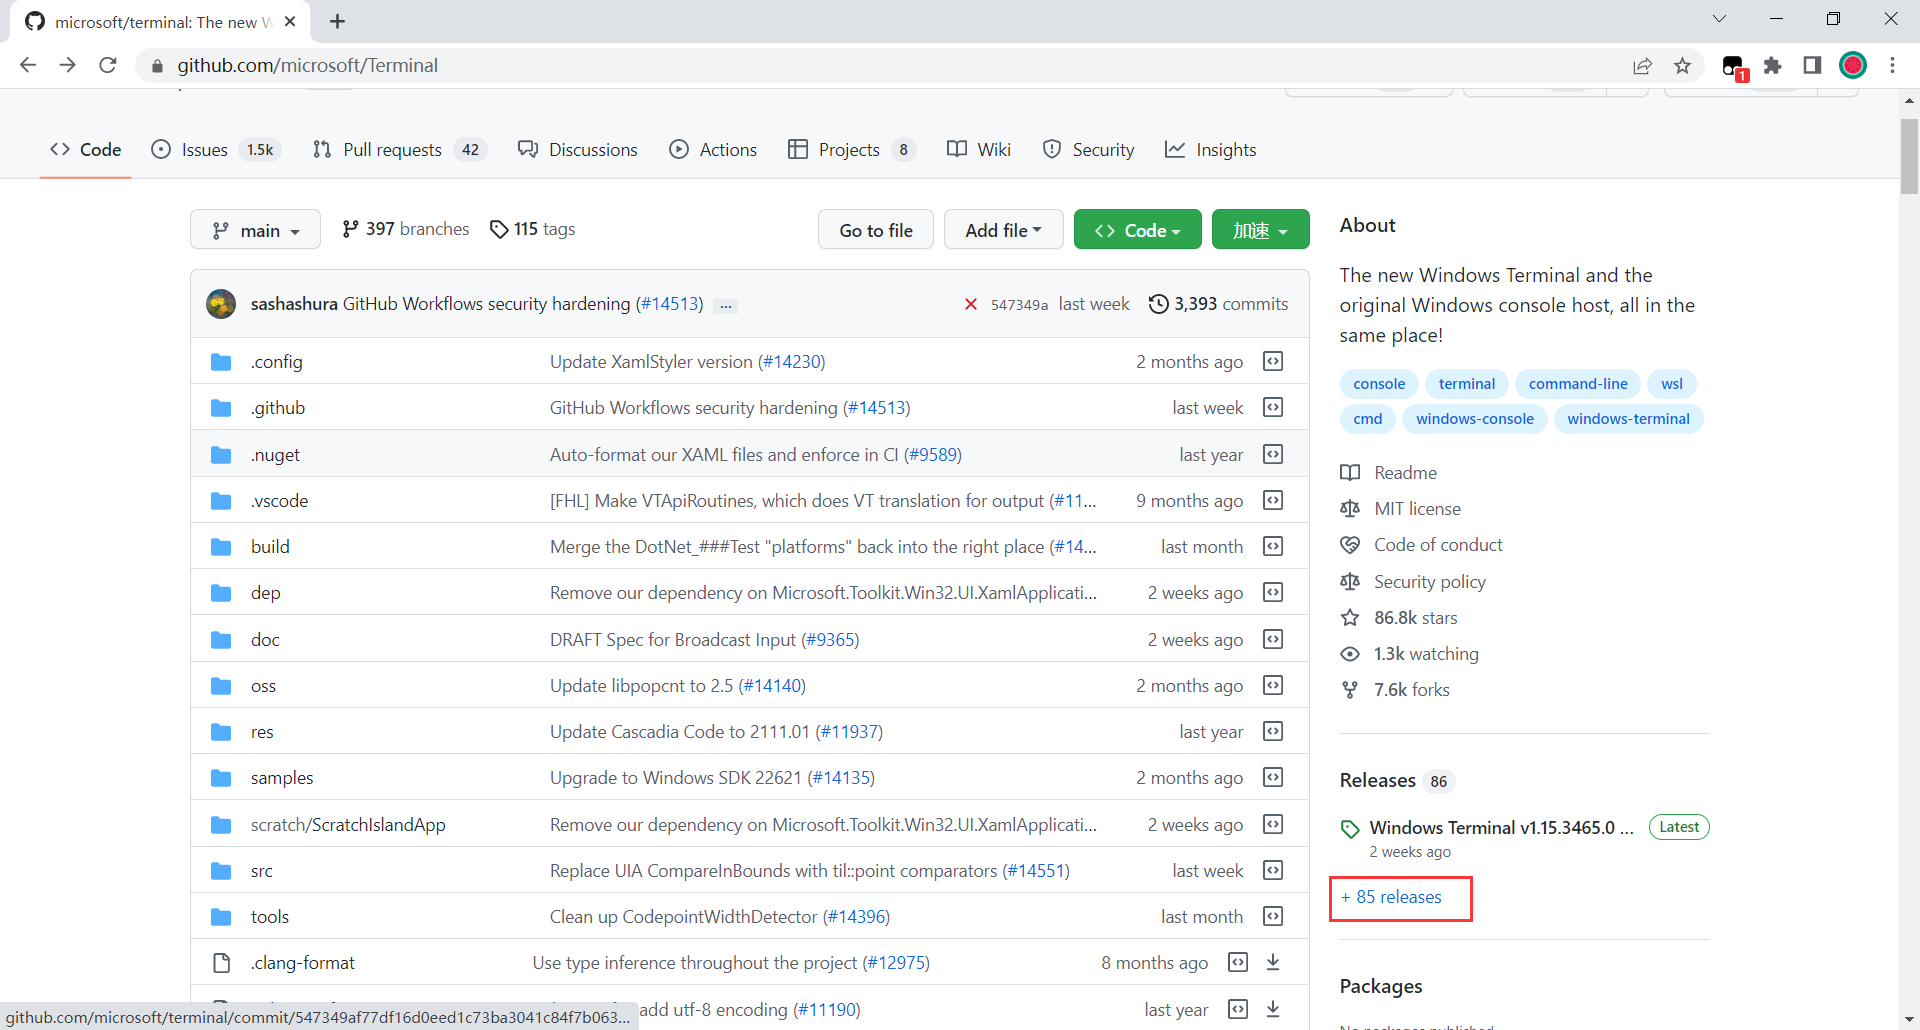 microsoft/terminal: The new W
github.com/microsoft/Terminal
1
Code
Issues 1.5k
Pull requests 42
Discussions
Actions
Projects 8
Wiki
Security
Insights
main
397 branches
115 tags
Go to file
Add file
Code
加速
sashashura GitHub Workflows security hardening (#14513) ...
547349a last week
3,393 commits
.config Update XamlStyler version (#14230) 2 months ago
.github GitHub Workflows security hardening (#14513) last week
.nuget Auto-format our XAML files and enforce in CI (#9589) last year
.vscode [FHL] Make VTApiRoutines, which does VT translation for output (#11... 9 months ago
build Merge the DotNet_###Test "platforms" back into the right place (#14... last month
dep Remove our dependency on Microsoft.Toolkit.Win32.UI.XamlApplicati... 2 weeks ago
doc DRAFT Spec for Broadcast Input (#9365) 2 weeks ago
oss Update libpopcnt to 2.5 (#14140) 2 months ago
res Update Cascadia Code to 2111.01 (#11937) last year
samples Upgrade to Windows SDK 22621 (#14135) 2 months ago
scratch/ScratchIslandApp Remove our dependency on Microsoft.Toolkit.Win32.UI.XamlApplicati... 2 weeks ago
src Replace UIA CompareInBounds with til::point comparators (#14551) last week
tools Clean up CodepointWidthDetector (#14396) last month
.clang-format Use type inference throughout the project (#12975) 8 months ago
add utf-8 encoding (#11190) last year
github.com/microsoft/terminal/commit/547349af77df16d0eed1c73ba3041c84f7b063...
About
The new Windows Terminal and the
original Windows console host, all in the
same place!
console terminal command-line wsl
cmd windows-console windows-terminal
Readme
MIT license
Code of conduct
Security policy
86.8k stars
1.3k watching
7.6k forks
Releases 86
Windows Terminal v1.15.3465.0 ... Latest
2 weeks ago
+ 85 releases
Packages
No packages published